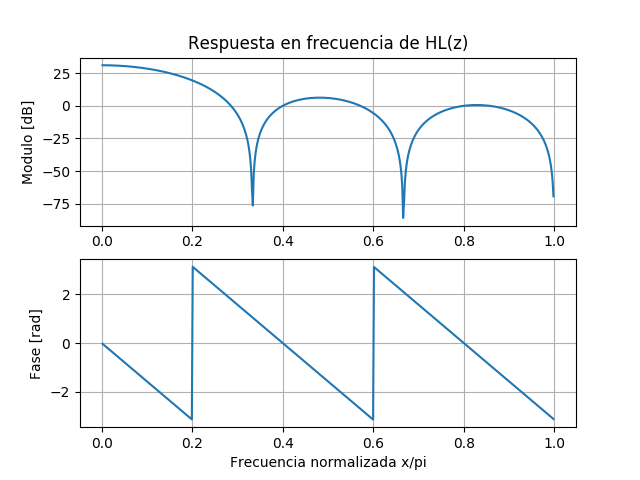 Respuesta en frecuencia de HL(z)
Modulo [dB]
25
0
−25
−50
−75
0.0 0.2 0.4 0.6 0.8 1.0
Fase [rad]
2
0
−2
0.0 0.2 0.4 0.6 0.8 1.0
Frecuencia normalizada x/pi